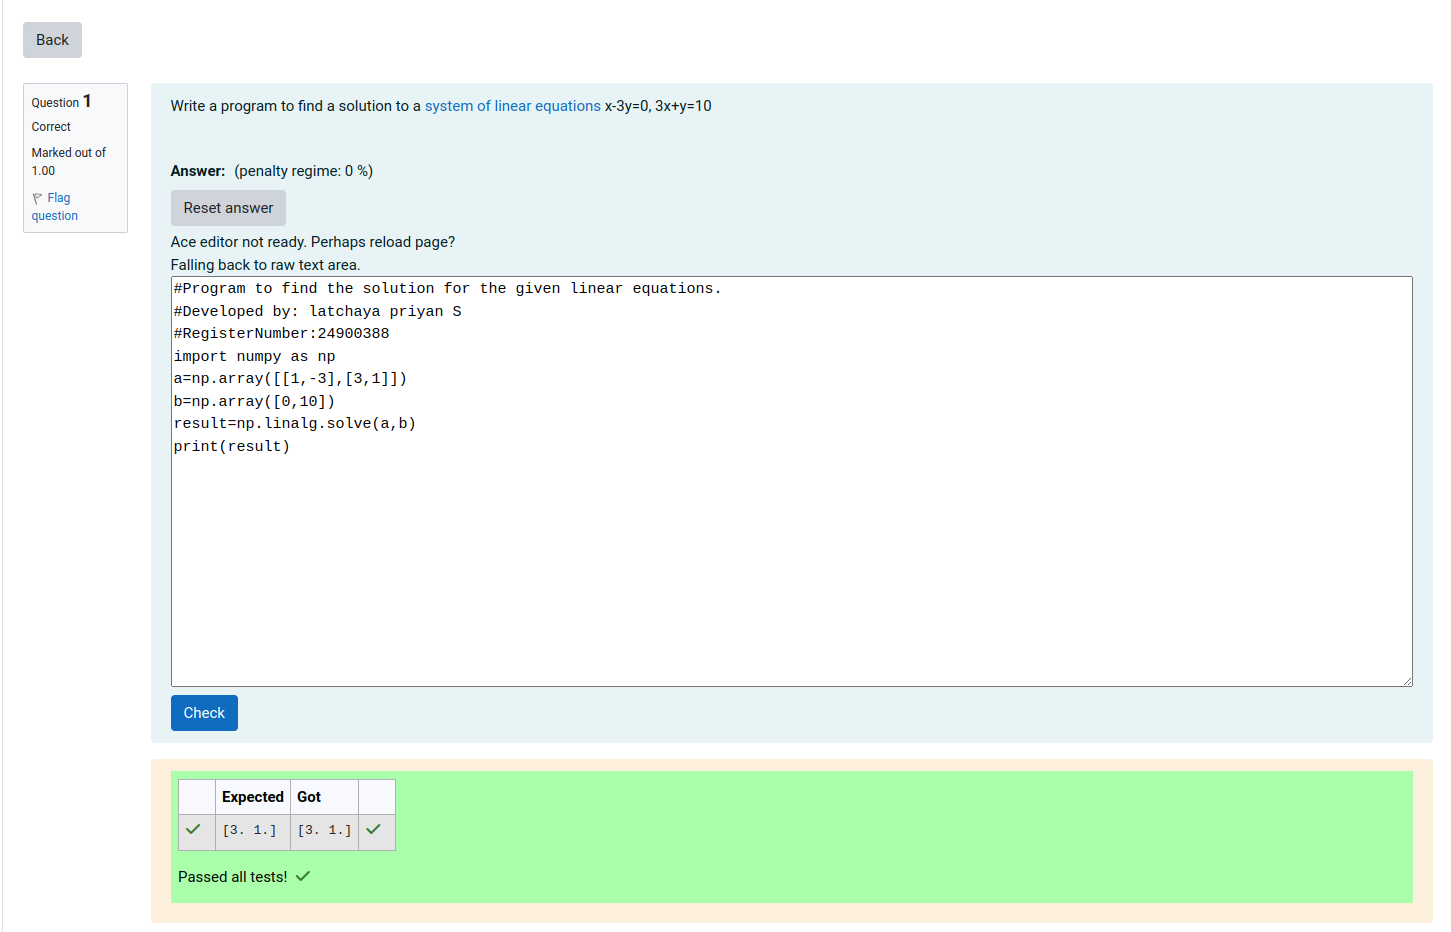 Back
Question 1
Correct
Marked out of
1.00
Flag
question
Write a program to find a solution to a system of linear equations x-3y=0, 3x+y=10
Answer: (penalty regime: 0 %)
Reset answer
Ace editor not ready. Perhaps reload page?
Falling back to raw text area.
#Program to find the solution for the given linear equations.
#Developed by: latchaya priyan S
#RegisterNumber:24900388
import numpy as np
a=np.array([[1,-3],[3,1]])
b=np.array([0,10])
result=np.linalg.solve(a,b)
print(result)
Check
Expected Got
[3. 1.] [3. 1.]
Passed all tests!